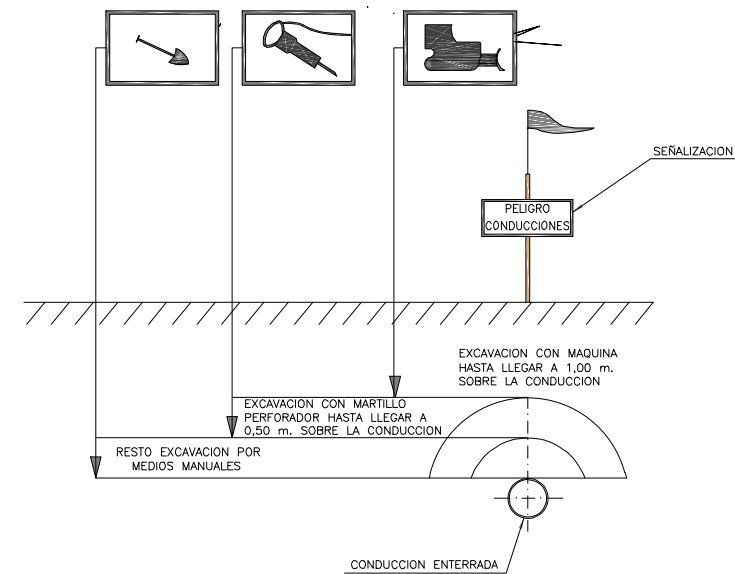 SEÑALIZACION
PELIGRO
CONDUCCIONES
EXCAVACION CON MAQUINA
HASTA LLEGAR A 1,00 m.
SOBRE LA CONDUCCION
EXCAVACION CON MARTILLO
PERFORADOR HASTA LLEGAR A
0,50 m. SOBRE LA CONDUCCION
RESTO EXCAVACION POR
MEDIOS MANUALES
CONDUCCION ENTERRADA